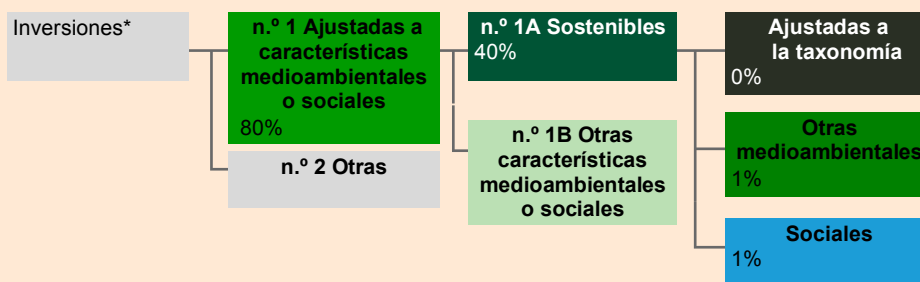 Inversiones*
n.º 1 Ajustadas a
características
medioambientales
o sociales
80%
n.º 2 Otras
n.º 1A Sostenibles
40%
n.º 1B Otras
características
medioambientales
o sociales
Ajustadas a
la taxonomía
0%
Otras
medioambientales
1%
Sociales
1%